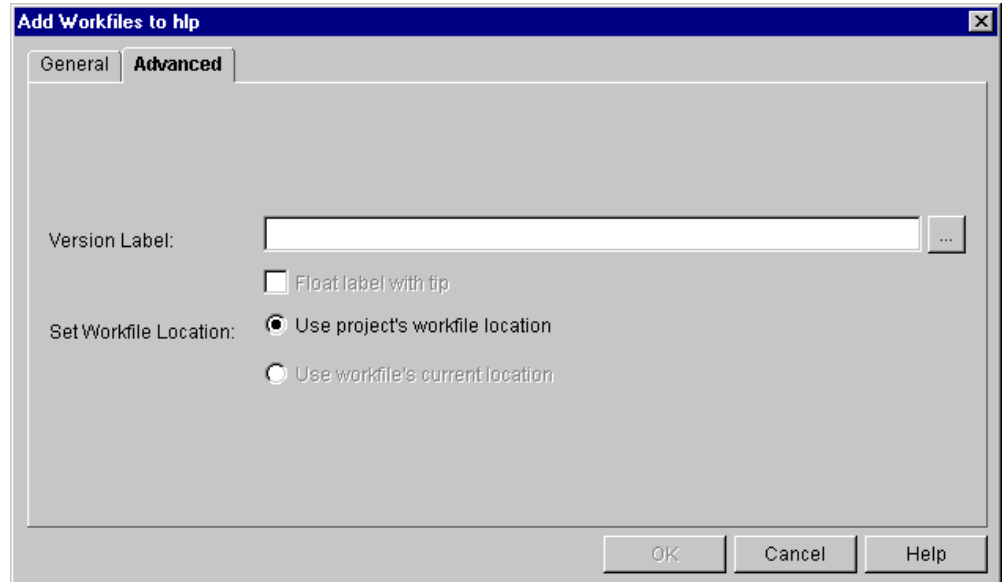 Add Workfiles to hlp
General
Advanced
Version Label:
...
Float label with tip
Set Workfile Location:
Use project's workfile location
Use workfile's current location
OK
Cancel
Help